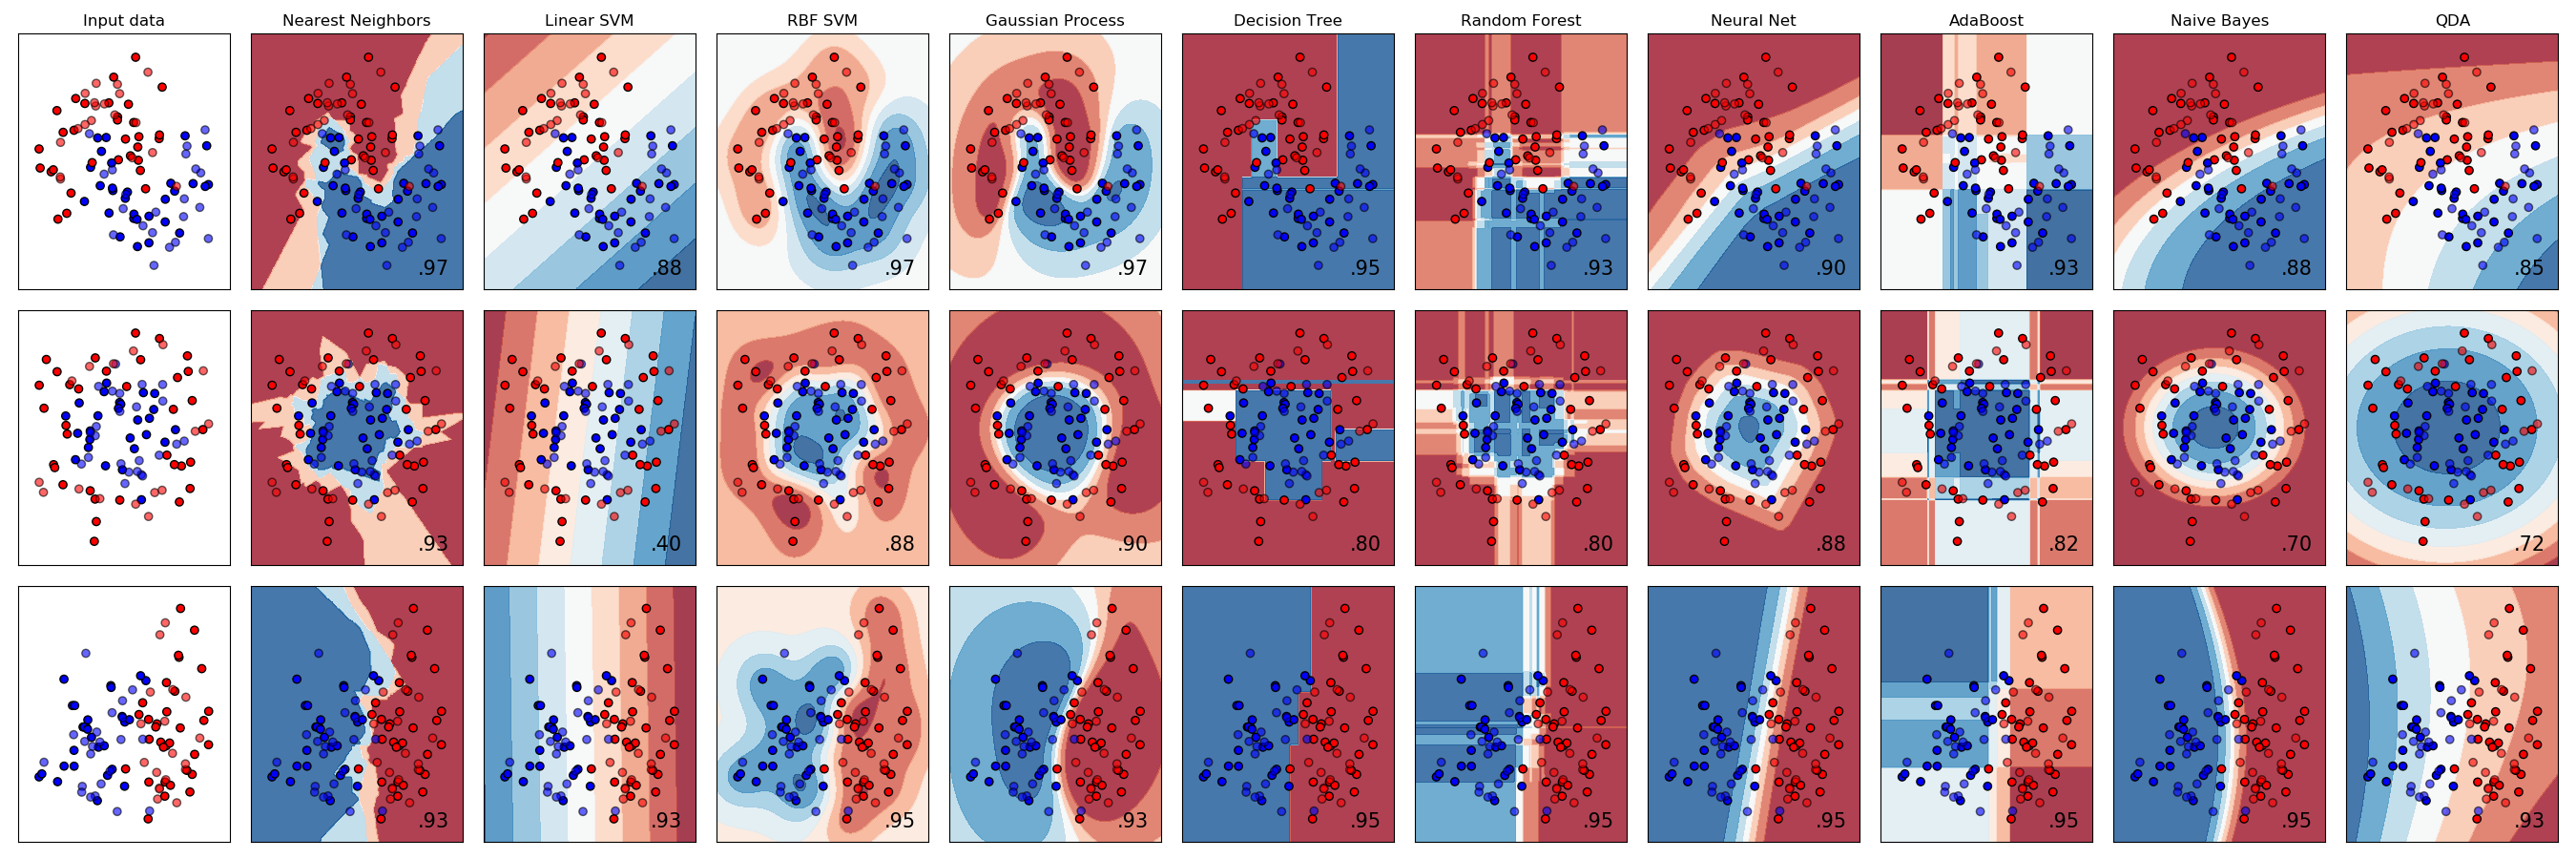 Input data Nearest Neighbors Linear SVM RBF SVM Gaussian Process Decision Tree Random Forest Neural Net AdaBoost Naive Bayes QDA
.97 .88 .97 .97 .95 .93 .90 .93 .88 .85
.93 .40 .88 .90 .80 .80 .88 .82 .70 .72
.93 .93 .95 .93 .95 .95 .95 .95 .95 .93